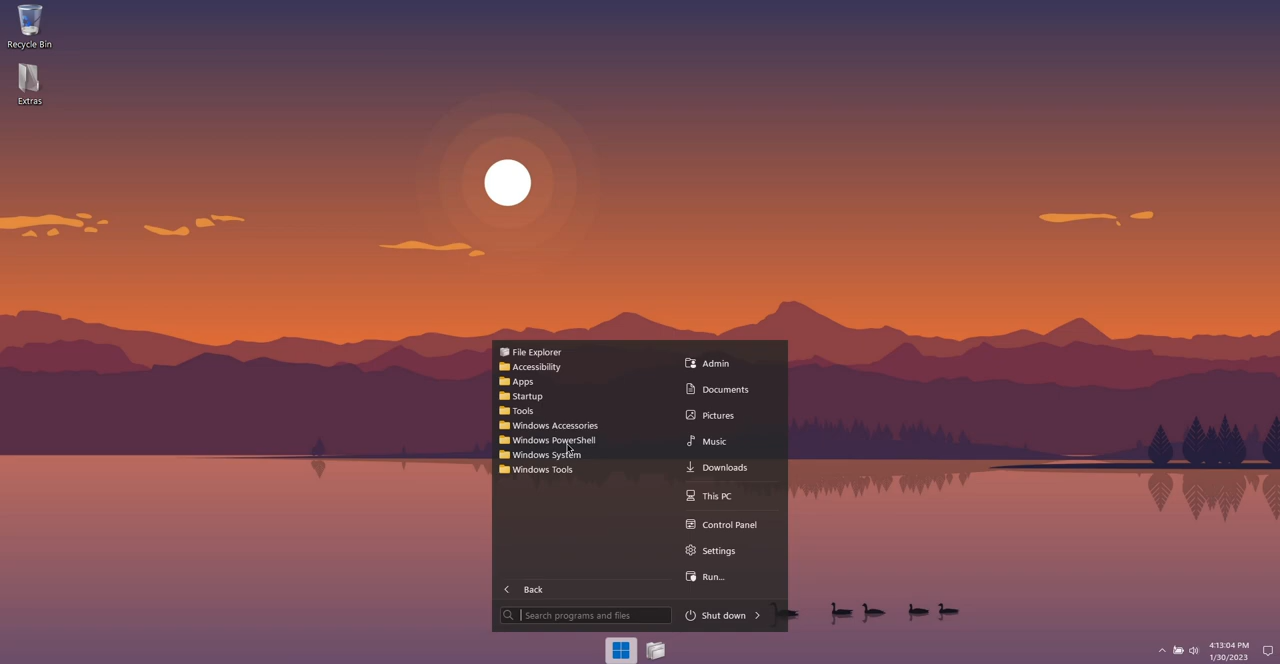 Recycle Bin
Extras
File Explorer
Accessibility
Apps
Startup
Tools
Windows Accessories
Windows PowerShell
Windows System
Windows Tools
Back
Search programs and files
Admin
Documents
Pictures
Music
Downloads
This PC
Control Panel
Settings
Run...
Shut down
4:13:04 PM
1/30/2023